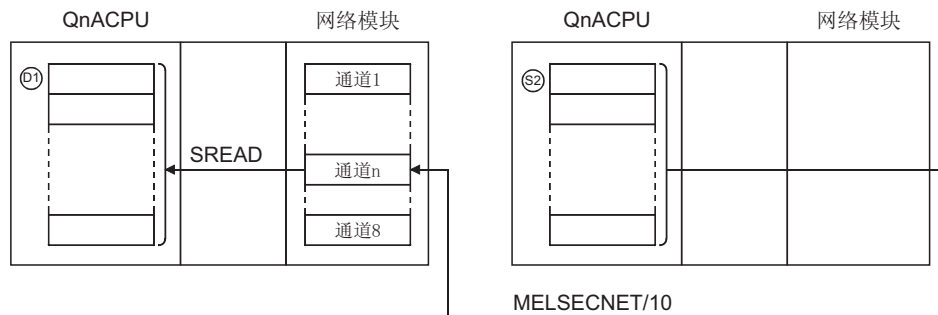 QnACPU 网络模块 QnACPU 网络模块
D1 通道1 S2
SREAD
通道n
通道8
MELSECNET/10